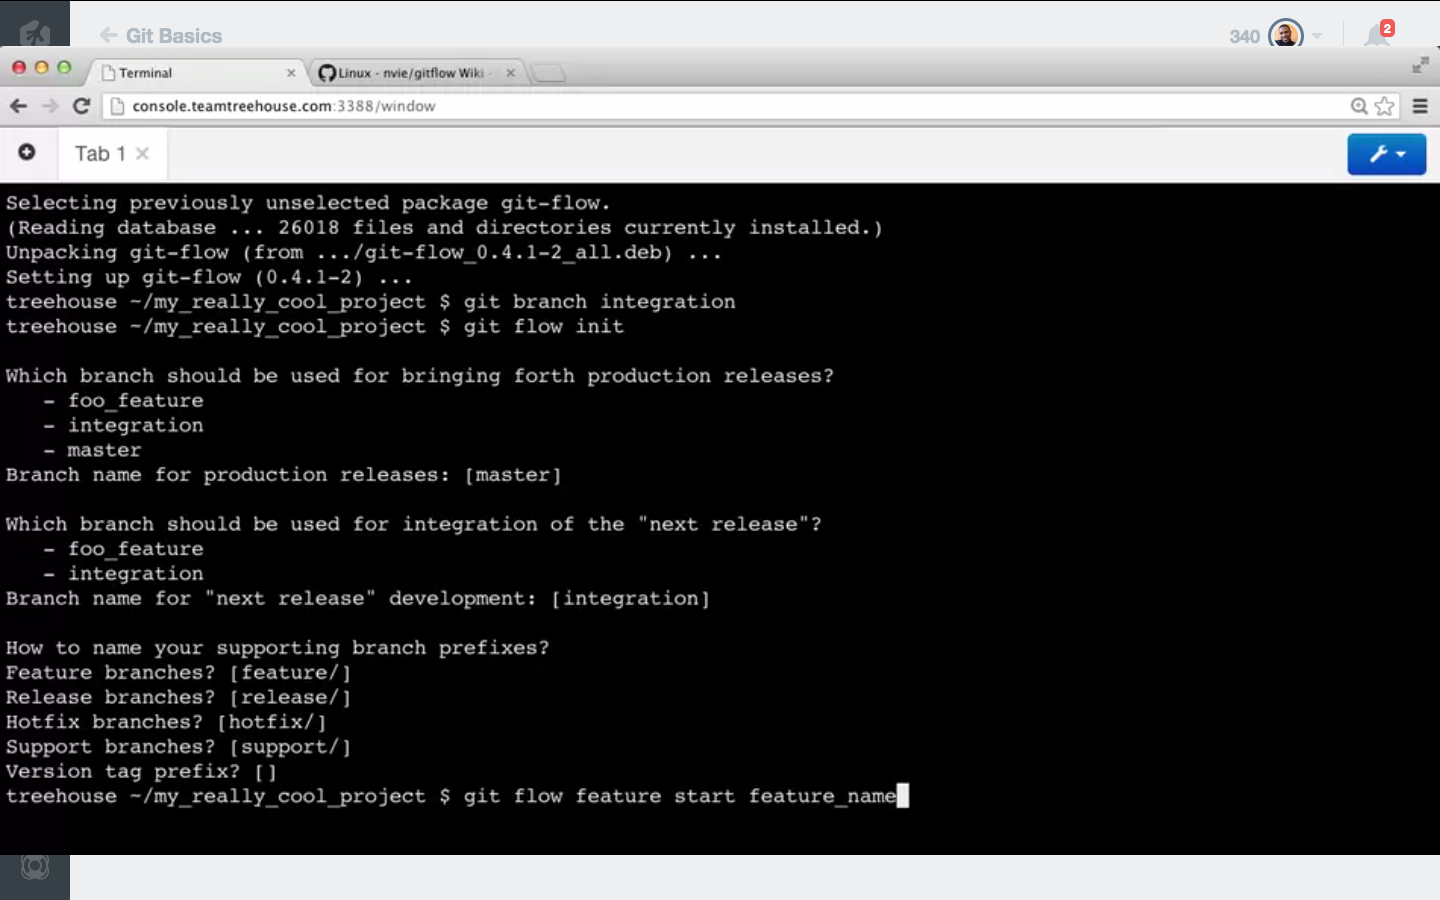 Git Basics
340
2
Terminal
Linux - nvie/gitflow Wiki -
console.teamtreehouse.com:3388/window
Tab 1
Selecting previously unselected package git-flow.
(Reading database ... 26018 files and directories currently installed.)
Unpacking git-flow (from .../git-flow_0.4.1-2_all.deb) ...
Setting up git-flow (0.4.1-2) ...
treehouse ~/my_really_cool_project $ git branch integration
treehouse ~/my_really_cool_project $ git flow init
Which branch should be used for bringing forth production releases?
- foo_feature
- integration
- master
Branch name for production releases: [master]
Which branch should be used for integration of the "next release"?
- foo_feature
- integration
Branch name for "next release" development: [integration]
How to name your supporting branch prefixes?
Feature branches? [feature/]
Release branches? [release/]
Hotfix branches? [hotfix/]
Support branches? [support/]
Version tag prefix? []
treehouse ~/my_really_cool_project $ git flow feature start feature_name